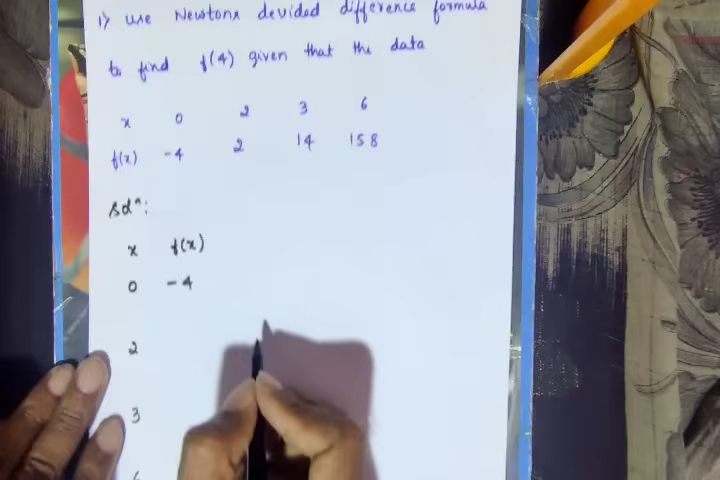 1) use Newtons devided difference formula
to find f(4) given that the data
x 0 2 3 6
f(x) -4 2 14 158
Soln:
x f(x)
0 -4
2
3